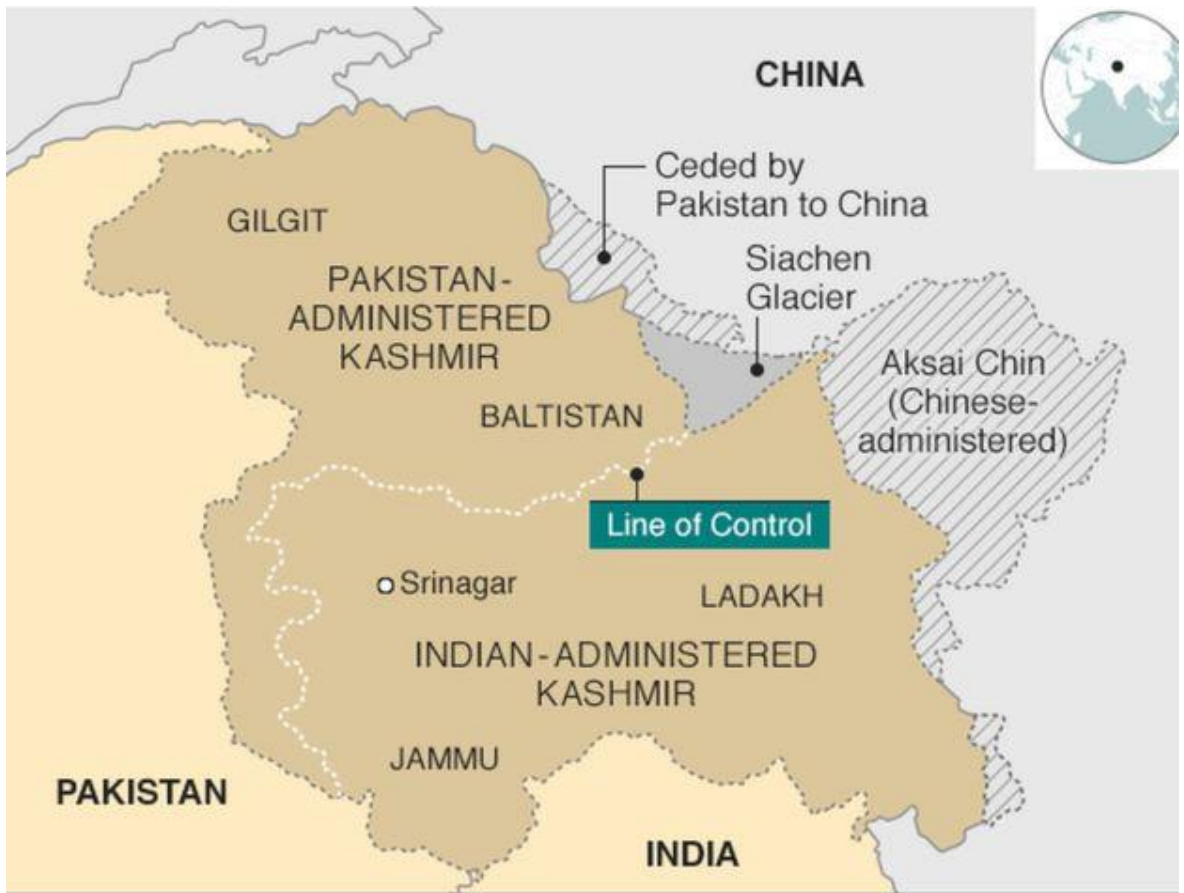 CHINA
Ceded by
Pakistan to China
Siachen
Glacier
GILGIT
PAKISTAN-
ADMINISTERED
KASHMIR
Aksai Chin
(Chinese-
administered)
BALTISTAN
Line of Control
Srinagar
LADAKH
INDIAN-ADMINISTERED
KASHMIR
JAMMU
PAKISTAN
INDIA